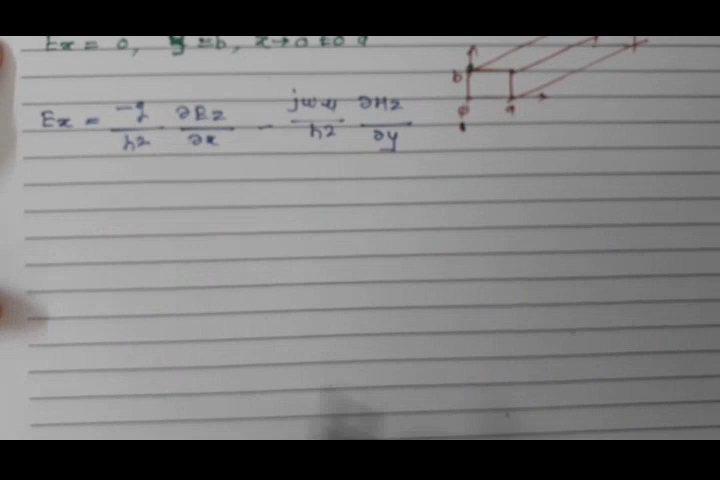 Ex = 0, y = b, x → 0 to a
b
0 a
Ex = -γ/h2 ∂Ez/∂x - jωμ/h2 ∂Hz/∂y